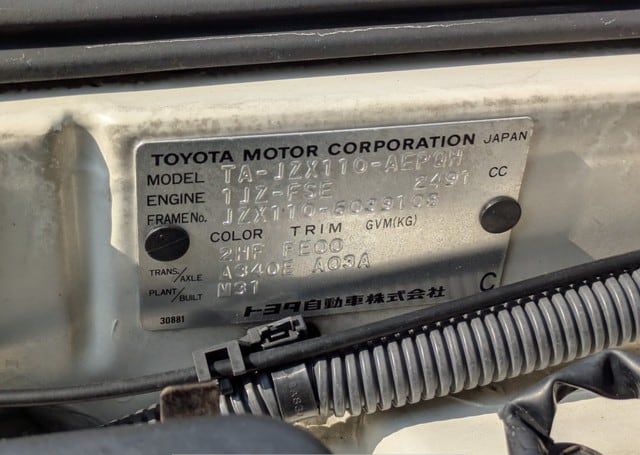 TOYOTA MOTOR CORPORATION JAPAN
MODEL TA-JZX110-AEPQH
ENGINE 1JZ-FSE 2491 CC
FRAME No. JZX110-6039109
COLOR TRIM GVM(KG)
2HP FE00
TRANS./AXLE A340E A03A
PLANT/BUILT M31
トヨタ自動車株式会社 C
30881